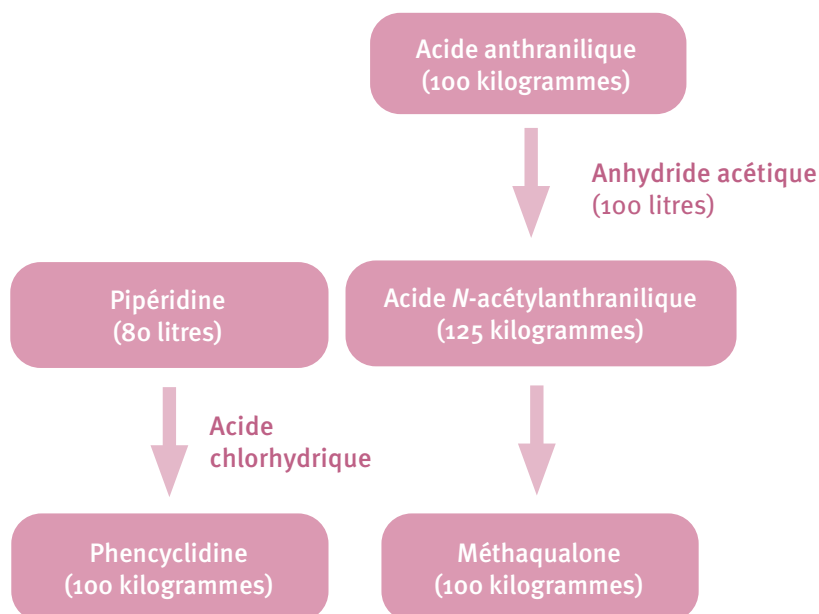 Acide anthranilique
(100 kilogrammes)
Anhydride acétique
(100 litres)
Pipéridine
(80 litres)
Acide N-acétylanthranilique
(125 kilogrammes)
Acide
chlorhydrique
Phencyclidine
(100 kilogrammes)
Méthaqualone
(100 kilogrammes)